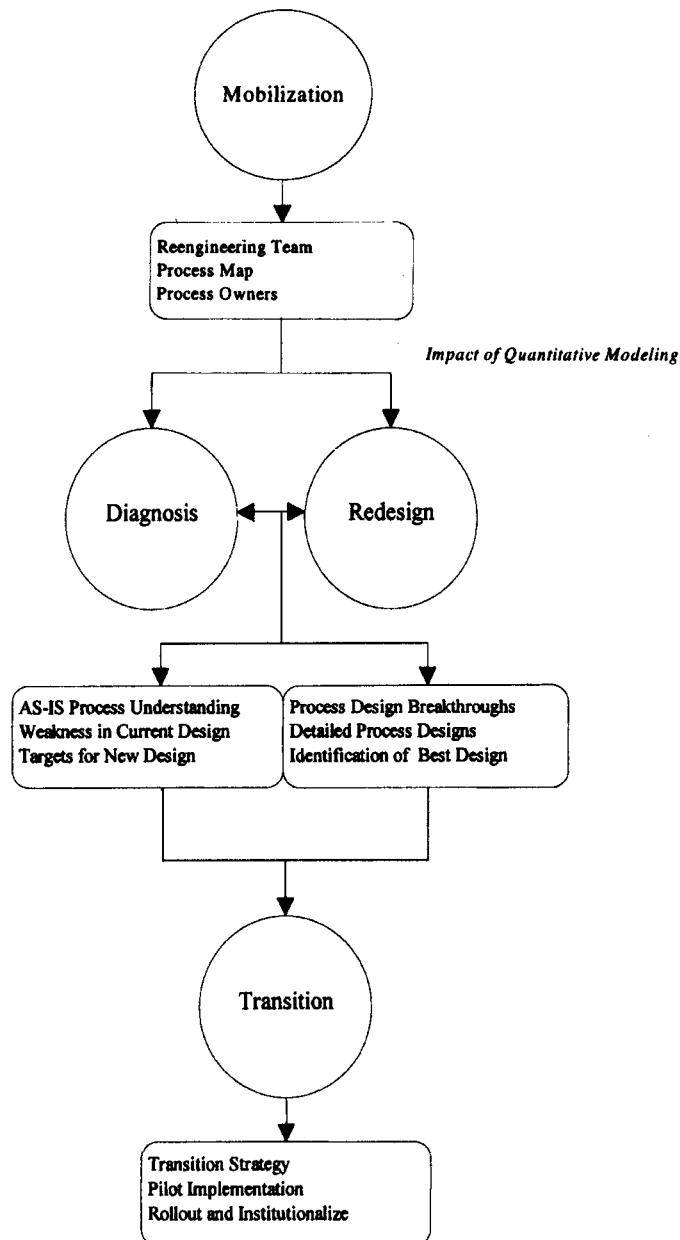 Mobilization
Reengineering Team
Process Map
Process Owners
Impact of Quantitative Modeling
Diagnosis
Redesign
AS-IS Process Understanding
Weakness in Current Design
Targets for New Design
Process Design Breakthroughs
Detailed Process Designs
Identification of Best Design
Transition
Transition Strategy
Pilot Implementation
Rollout and Institutionalize